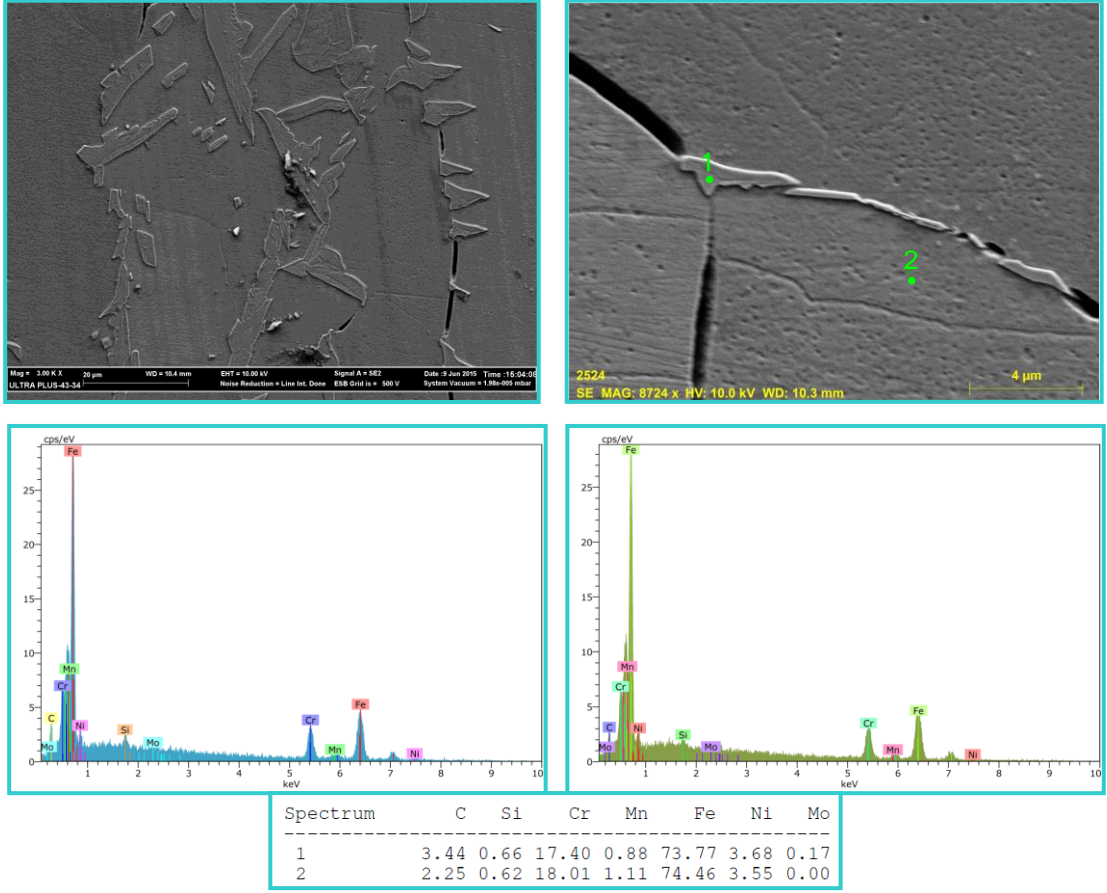 Mag = 3.00 K X 20 µm WD = 10.4 mm EHT = 10.00 kV Signal A = SE2 Date :9 Jun 2015 Time :15:04:08
ULTRA PLUS-43-34 Noise Reduction = Line Int. Done ESB Grid is = 500 V System Vacuum = 1.98e-005 mbar
1
2
2524
SE MAG: 8724 x HV: 10.0 kV WD: 10.3 mm
4 µm
cps/eV
Fe
25
20
15
10
Mn
Cr
5
C
Ni
Si
Mo
Mo
Cr
Fe
Mn
Ni
0
1 2 3 4 5 6 7 8 9 10
keV
cps/eV
Fe
25
20
15
10
Mn
Cr
5
C
Ni
Si
Mo
Mo
Cr
Fe
Mn
Ni
0
1 2 3 4 5 6 7 8 9 10
keV
Spectrum C Si Cr Mn Fe Ni Mo
1 3.44 0.66 17.40 0.88 73.77 3.68 0.17
2 2.25 0.62 18.01 1.11 74.46 3.55 0.00